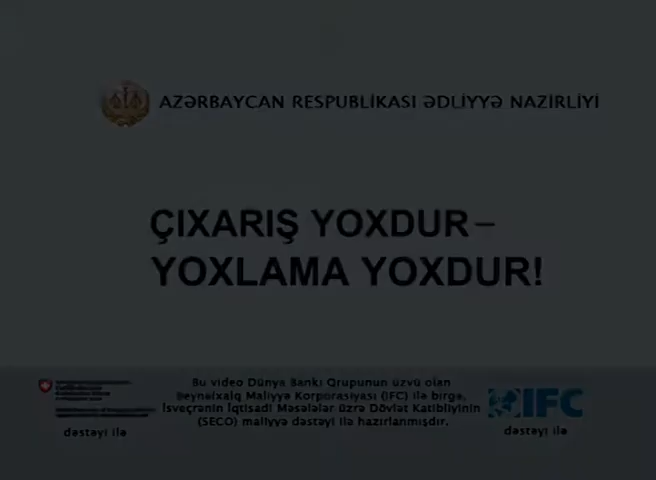 AZƏRBAYCAN RESPUBLİKASI ƏDLİYYƏ NAZİRLİYİ
ÇIXARIŞ YOXDUR –
YOXLAMA YOXDUR!
Bu video Dünya Bankı Qrupunun üzvü olan
Beynəlxalq Maliyyə Korporasiyası (IFC) ilə birgə,
İsveçrənin İqtisadi Məsələlər üzrə Dövlət Katibliyinin
(SECO) maliyyə dəstəyi ilə hazırlanmışdır.
dəstəyi ilə
IFC
dəstəyi ilə